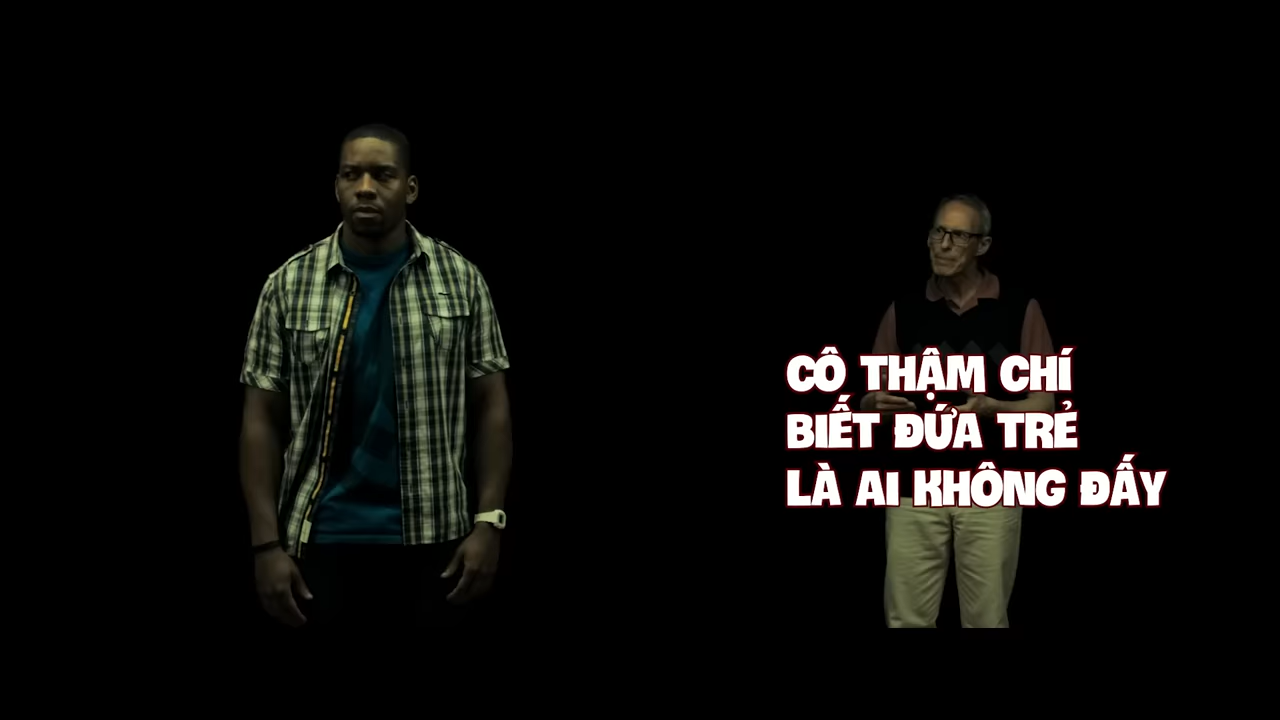 CÔ THẬM CHÍ
BIẾT ĐỨA TRẺ
LÀ AI KHÔNG ĐẤY